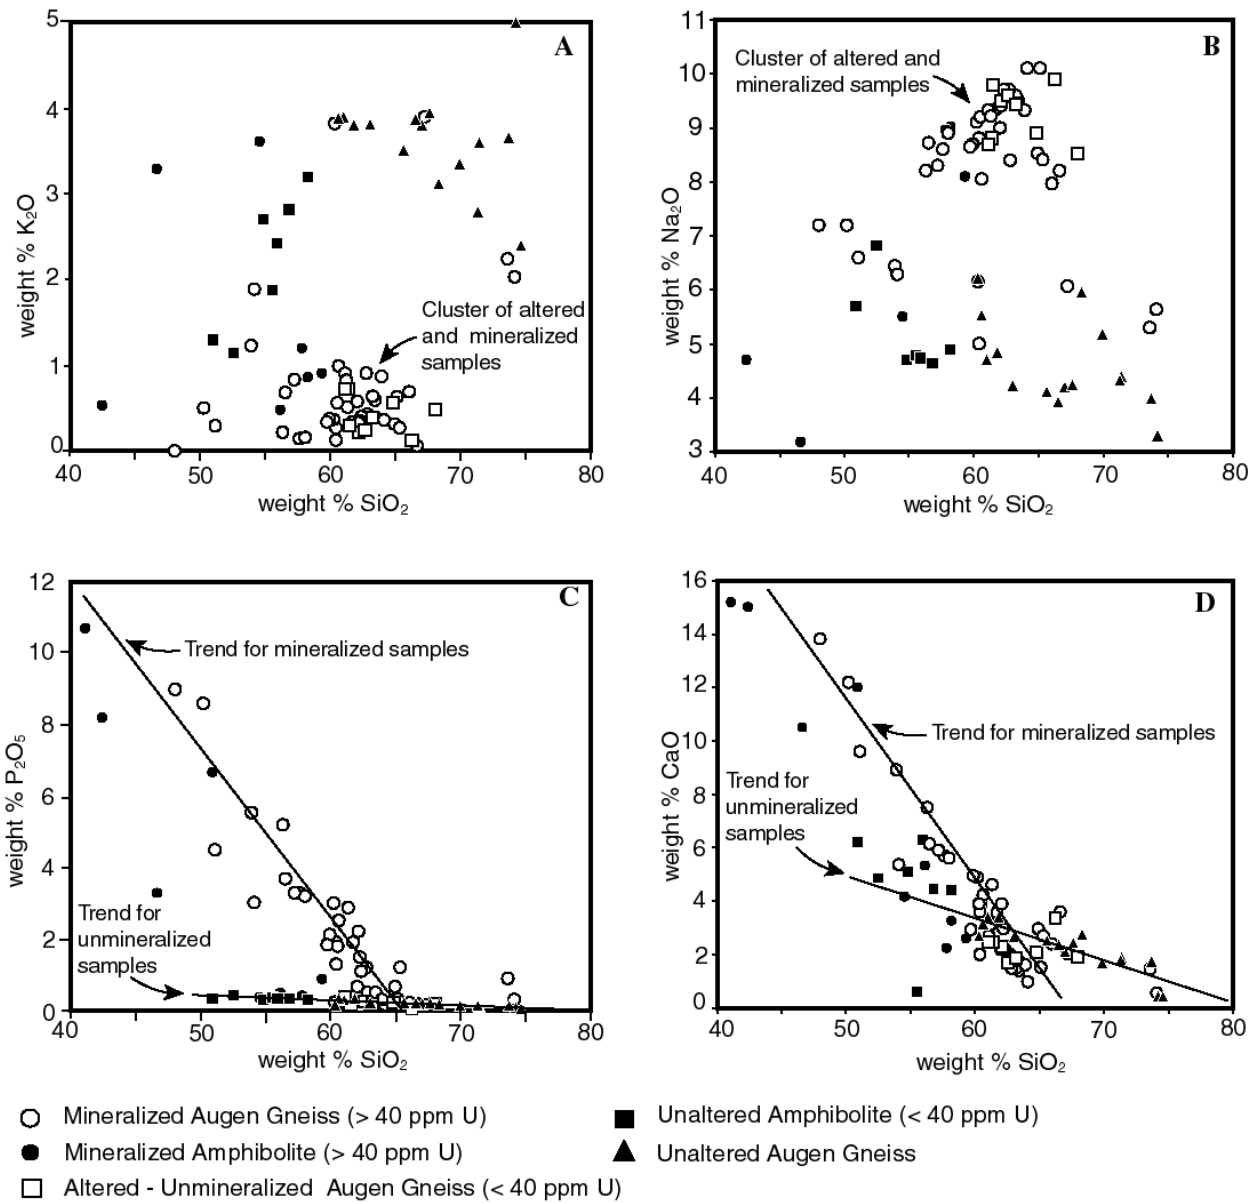 5
4
3
2
1
0
40
50
60
70
80
weight % K₂O
weight % SiO₂
A
Cluster of altered
and mineralized
samples
11
10
9
8
7
6
5
4
3
40
50
60
70
80
weight % Na₂O
weight % SiO₂
B
Cluster of altered and
mineralized samples
12
10
8
6
4
2
0
40
50
60
70
80
weight % P₂O₅
weight % SiO₂
C
Trend for mineralized samples
Trend for
unmineralized
samples
16
14
12
10
8
6
4
2
0
40
50
60
70
80
weight % CaO
weight % SiO₂
D
Trend for mineralized samples
Trend for
unmineralized
samples
Mineralized Augen Gneiss (> 40 ppm U)
Mineralized Amphibolite (> 40 ppm U)
Altered - Unmineralized Augen Gneiss (< 40 ppm U)
Unaltered Amphibolite (< 40 ppm U)
Unaltered Augen Gneiss